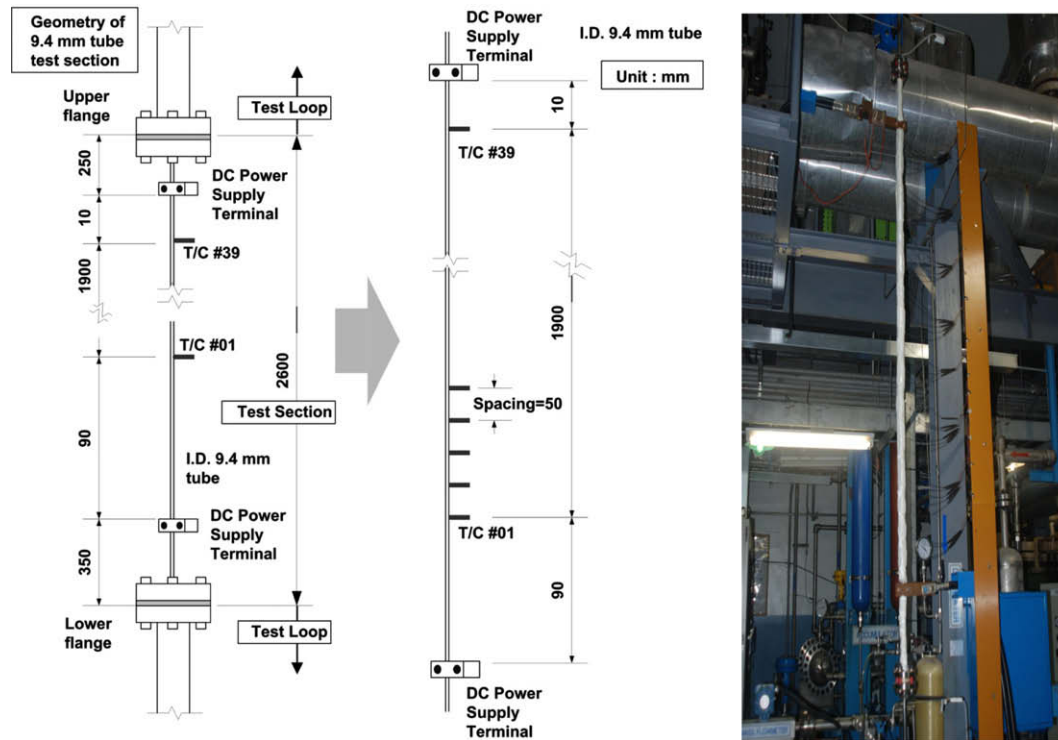 Geometry of
9.4 mm tube
test section
Upper
flange
250
10
1900
90
350
Lower
flange
DC Power
Supply
Terminal
T/C #39
T/C #01
I.D. 9.4 mm
tube
DC Power
Supply
Terminal
Test Loop
2600
Test Section
Test Loop
DC Power
Supply
Terminal
I.D. 9.4 mm tube
Unit : mm
10
T/C #39
1900
Spacing=50
T/C #01
90
DC Power
Supply
Terminal